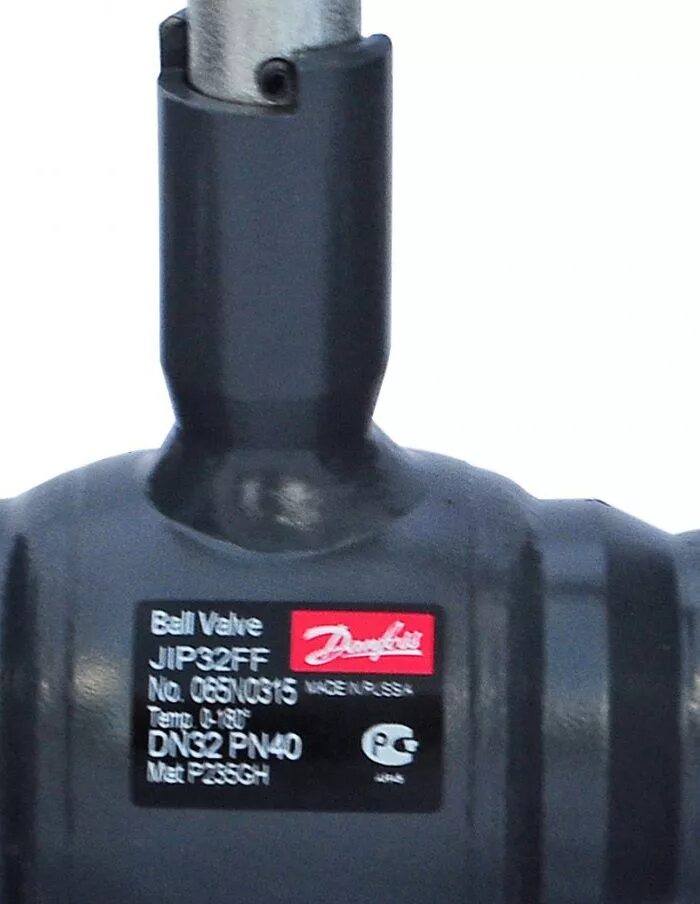 Ball Valve
Danfoss
JIP32FF
No. 065N0315
MADE IN RUSSIA
Temp 0-180°
DN32 PN40
Mat P235GH